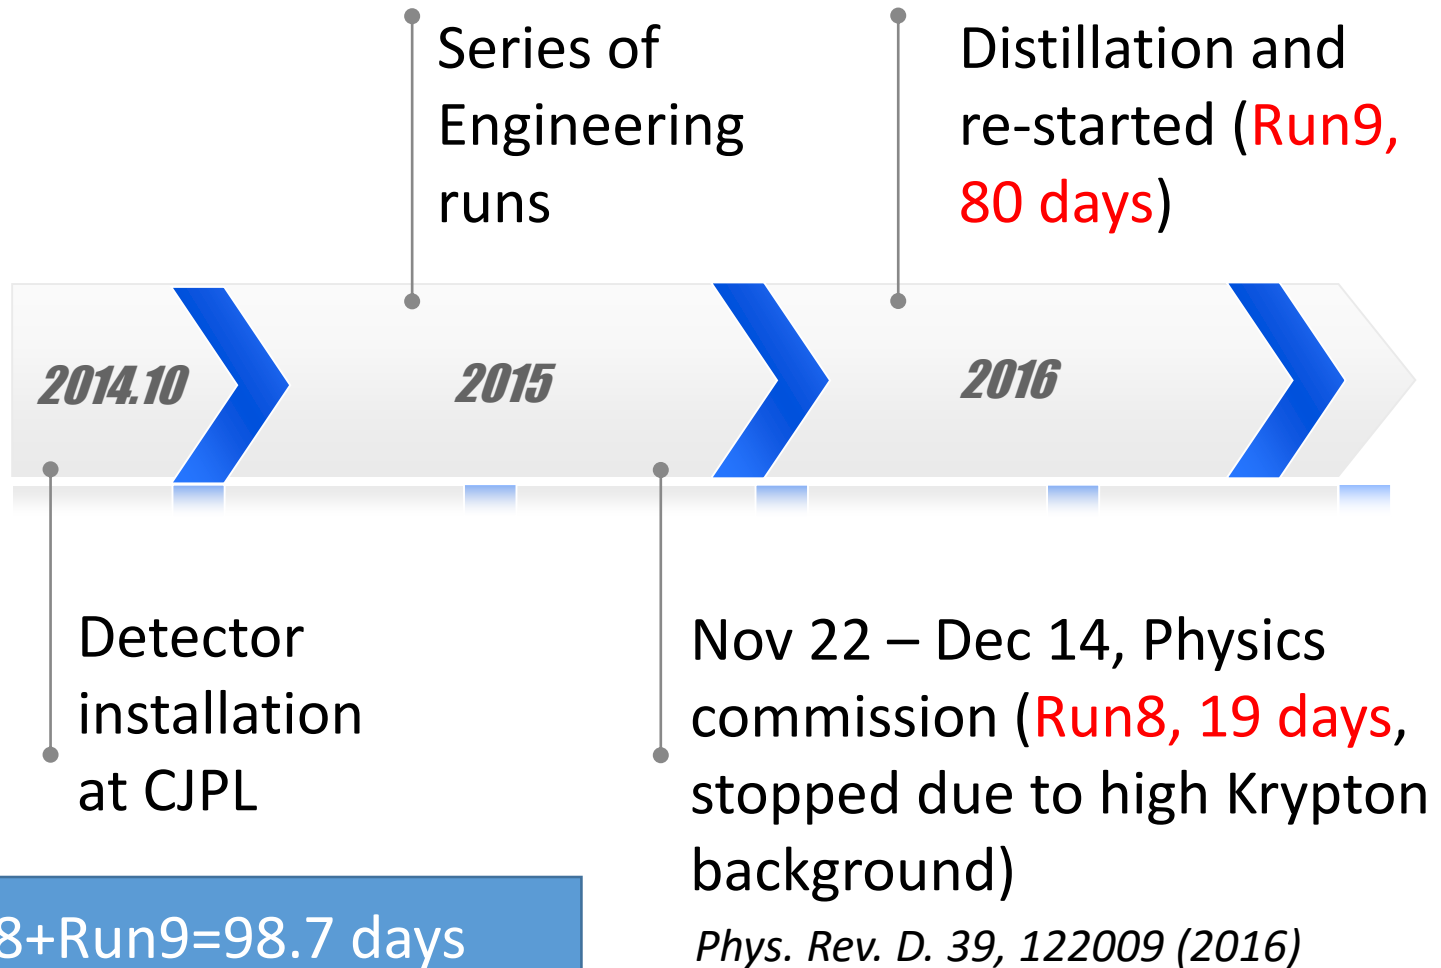 Series of
Engineering
runs
Distillation and
re-started (Run9,
80 days)
2014.10
2015
2016
Detector
installation
at CJPL
Nov 22 – Dec 14, Physics
commission (Run8, 19 days,
stopped due to high Krypton
background)
Phys. Rev. D. 39, 122009 (2016)
8+Run9=98.7 days